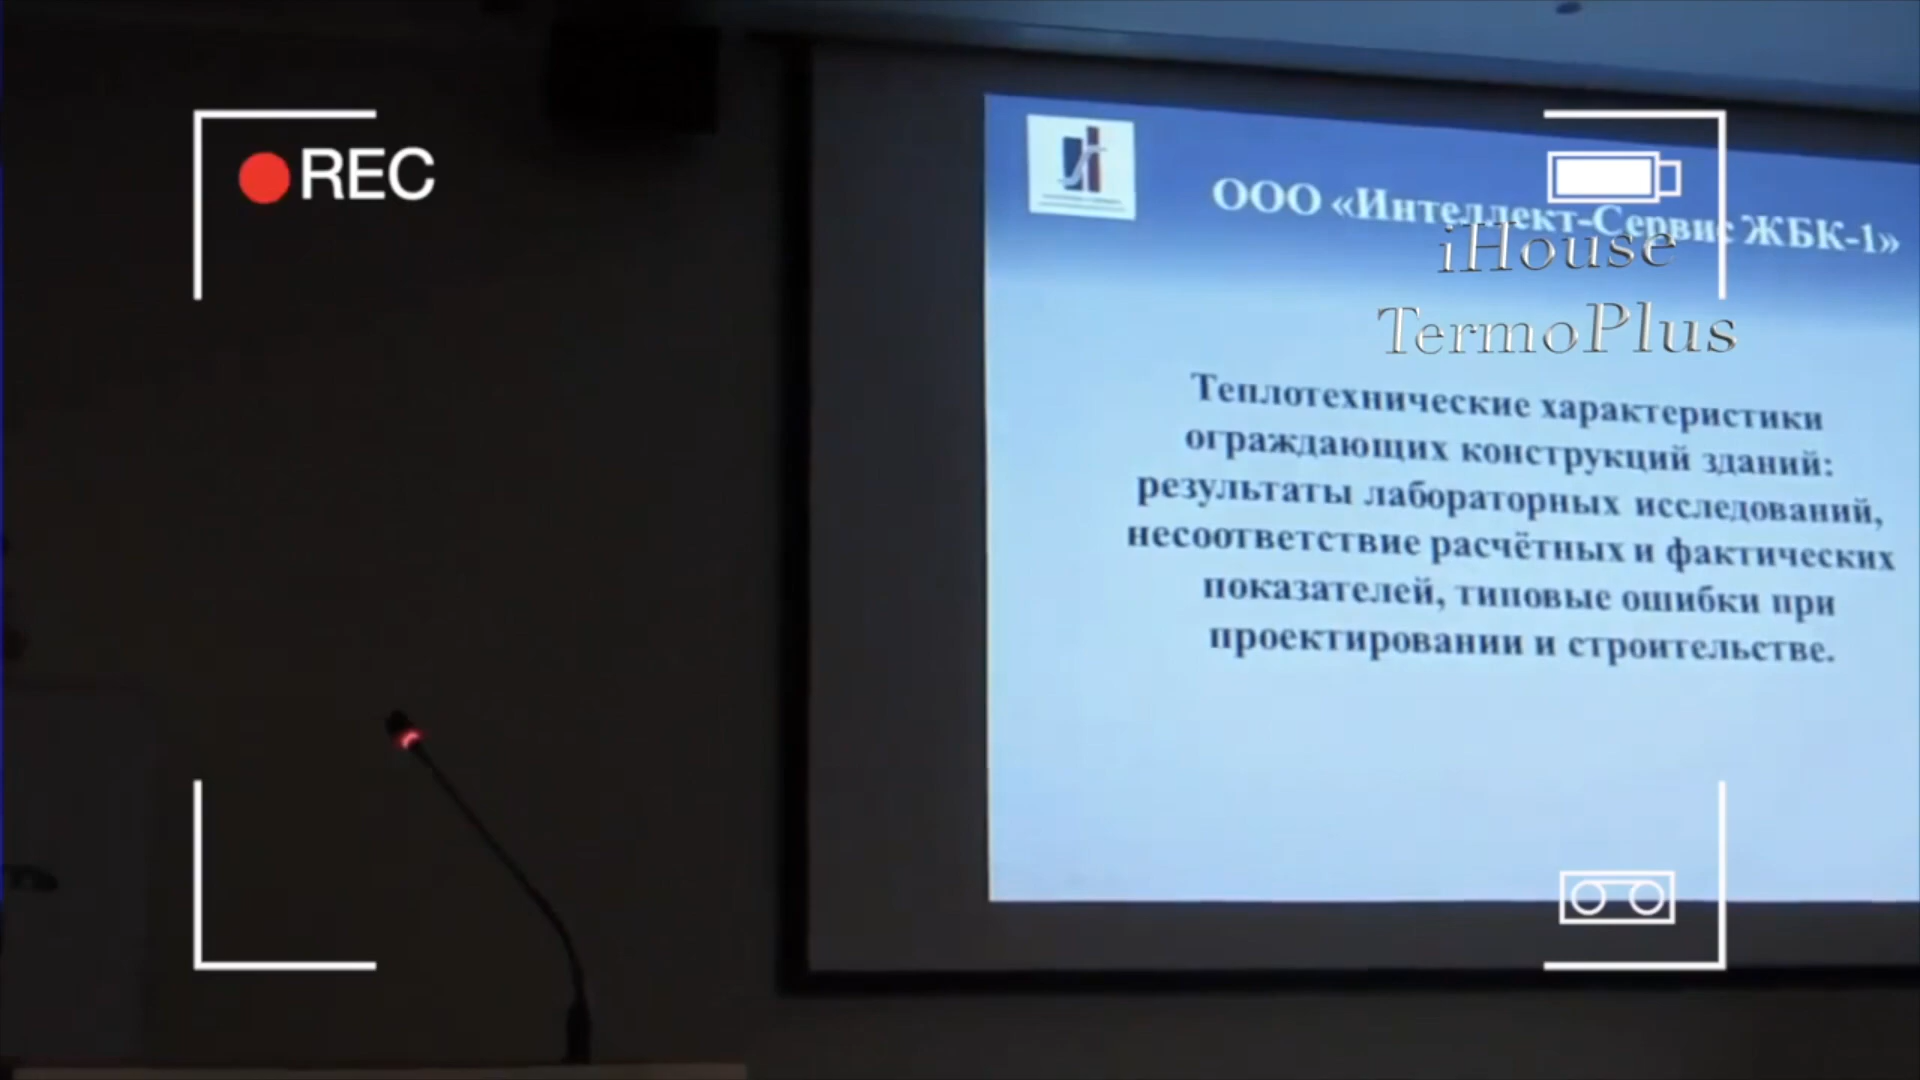 REC
ООО «Интеллект-Сервис ЖБК-1»
iHouse
TermoPlus
Теплотехнические характеристики
ограждающих конструкций зданий:
результаты лабораторных исследований,
несоответствие расчётных и фактических
показателей, типовые ошибки при
проектировании и строительстве.